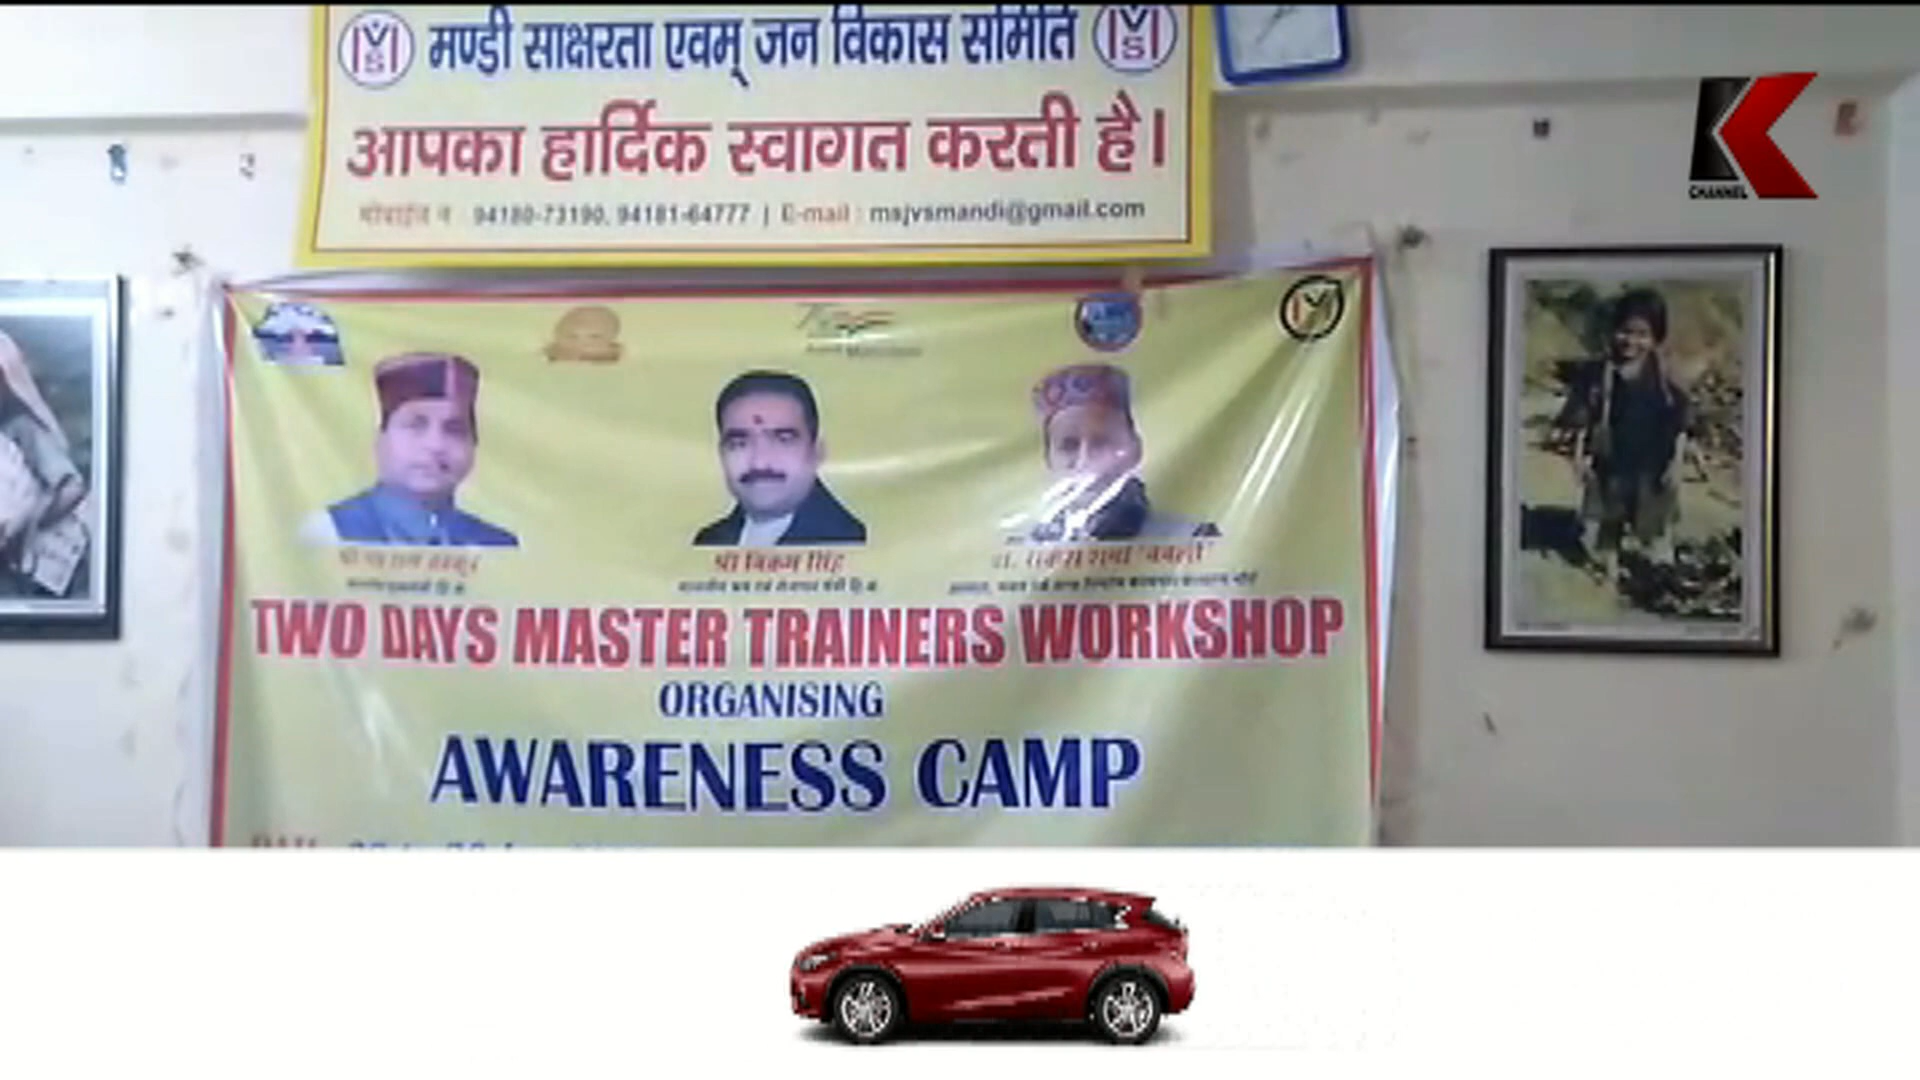 मण्डी साक्षरता एवम् जन विकास समिति
आपका हार्दिक स्वागत करती है।
94180-73190, 94181-64777 | E-mail : msjvsmandi@gmail.com
K
CHANNEL
श्री बिक्रम सिंह
TWO DAYS MASTER TRAINERS WORKSHOP
ORGANISING
AWARENESS CAMP